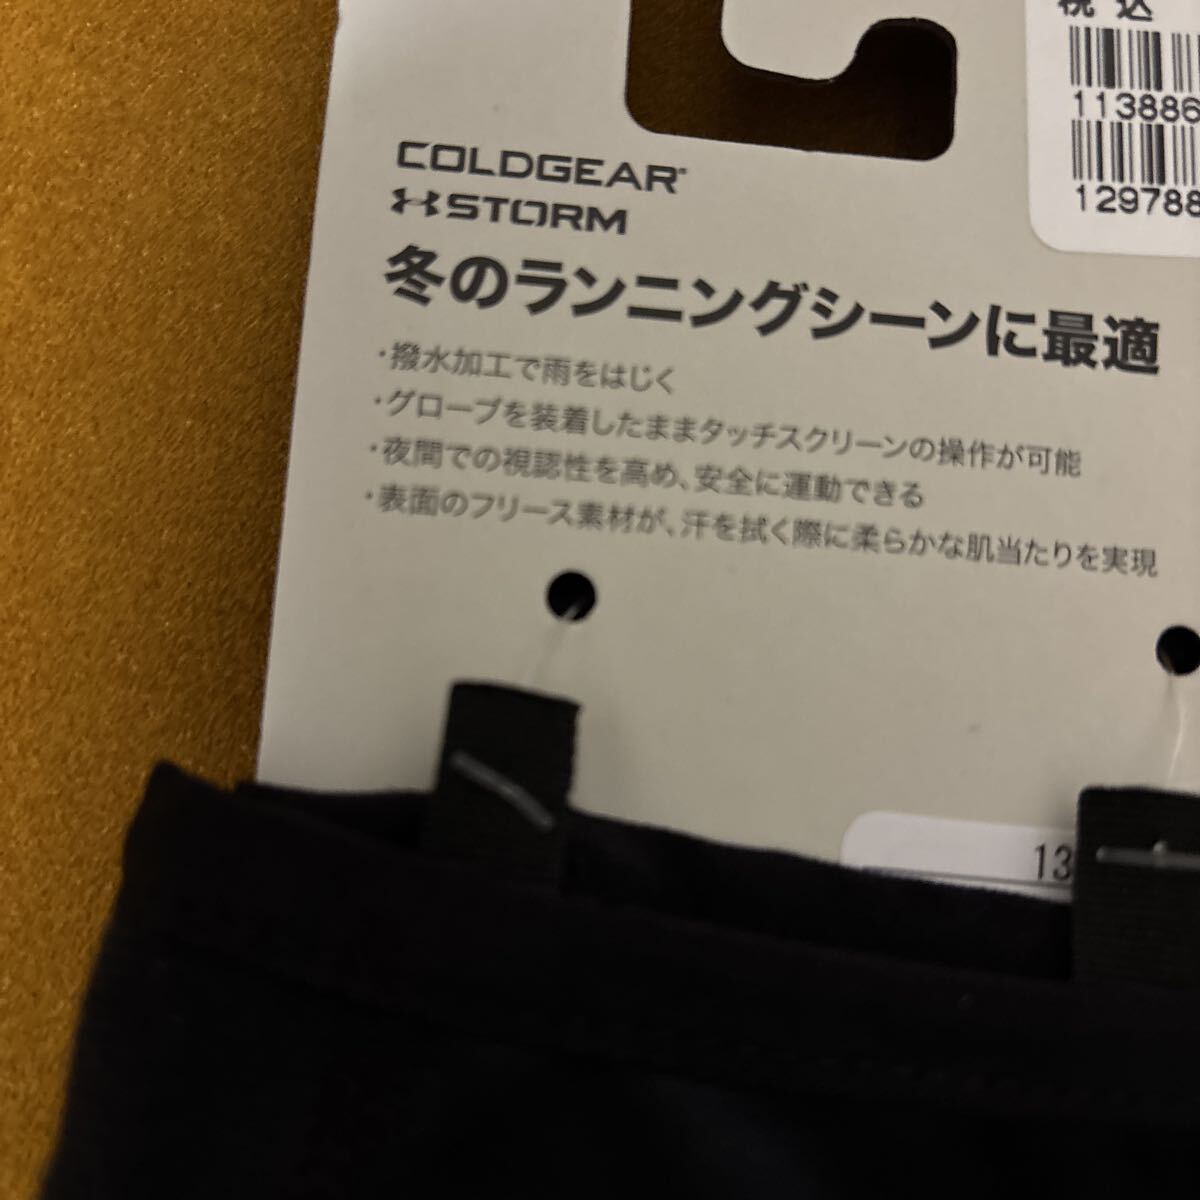 税込
113886
129788
COLDGEAR
STORM
冬のランニングシーンに最適
・撥水加工で雨をはじく
・グローブを装着したままタッチスクリーンの操作が可能
・夜間での視認性を高め、安全に運動できる
・表面のフリース素材が、汗を拭く際に柔らかな肌当たりを実現
13